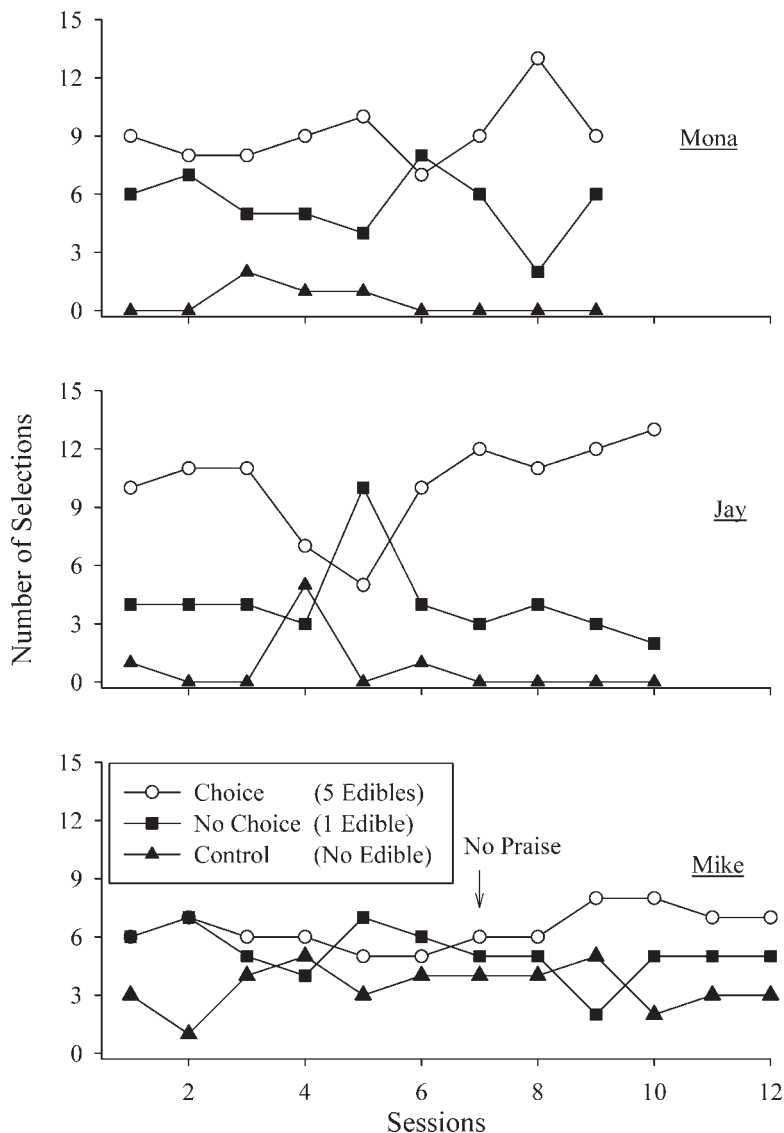 15
12
9
6
3
0
Mona
15
12
9
6
3
0
Jay
Number of Selections
15
12
9
6
3
0
Choice (5 Edibles)
No Choice (1 Edible)
Control (No Edible)
No Praise
Mike
2 4 6 8 10 12
Sessions